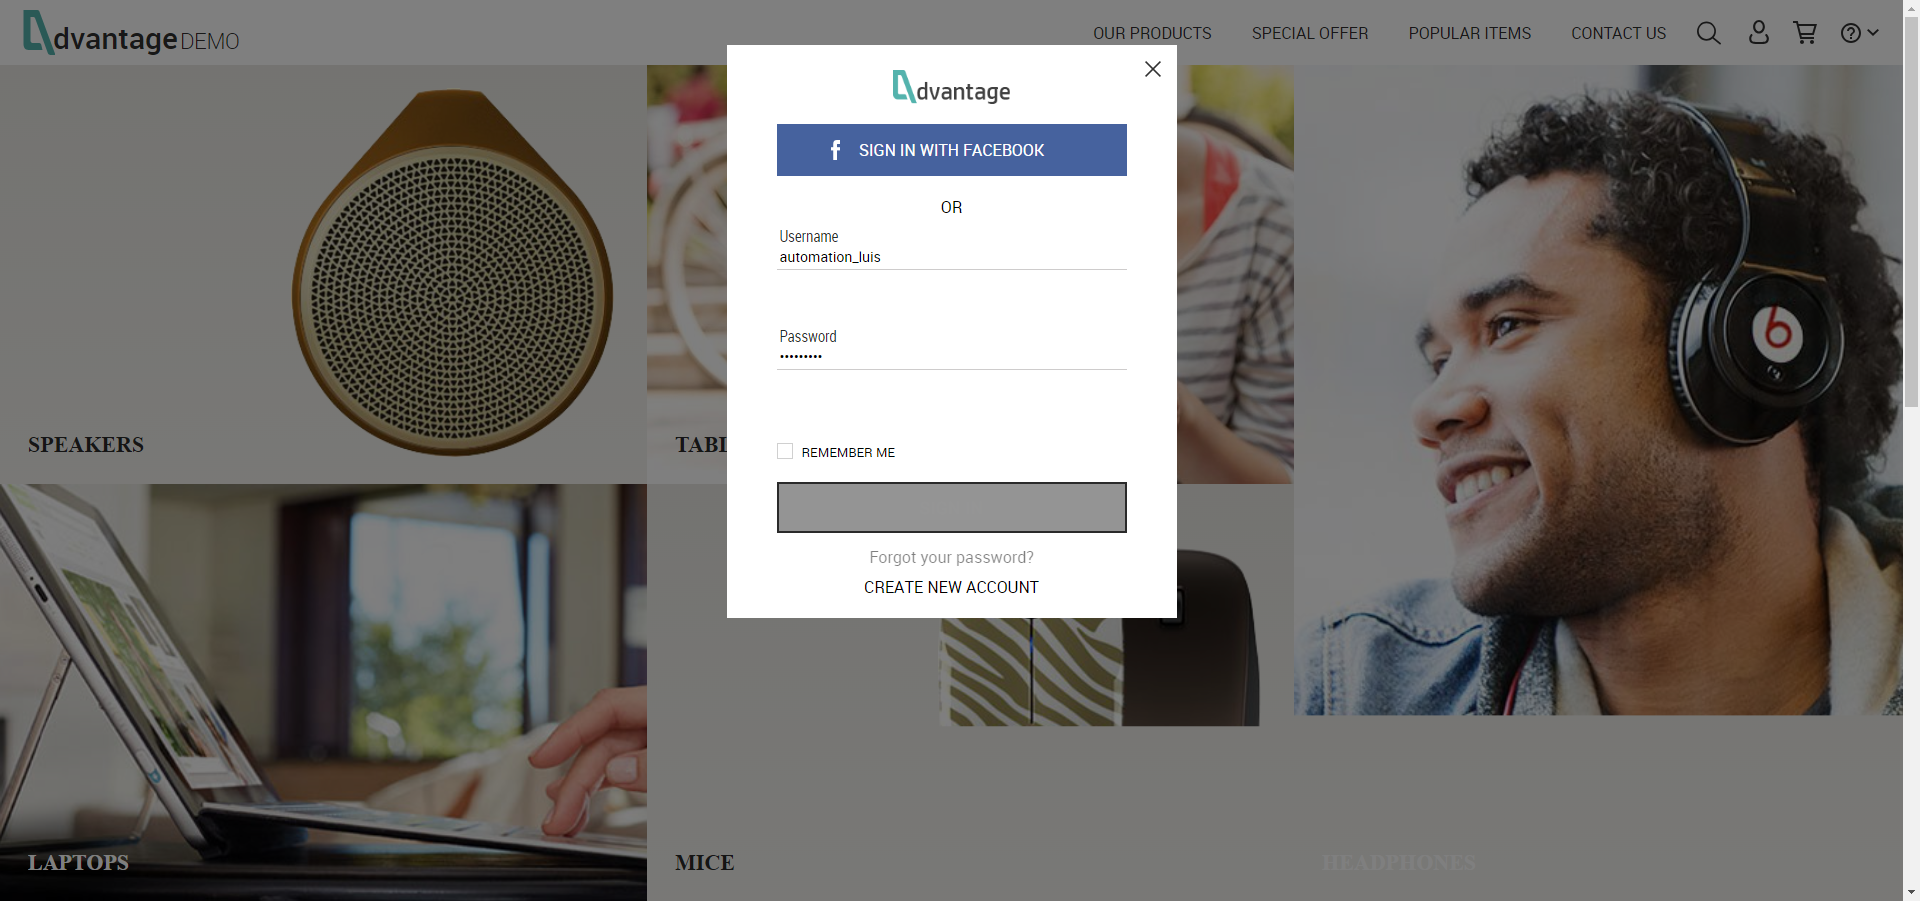 dvantage DEMO
OUR PRODUCTS
SPECIAL OFFER
POPULAR ITEMS
CONTACT US
dvantage
SIGN IN WITH FACEBOOK
OR
Username
automation_luis
Password
•••••••••
REMEMBER ME
Forgot your password?
CREATE NEW ACCOUNT
SPEAKERS
LAPTOPS
MICE
HEADPHONES